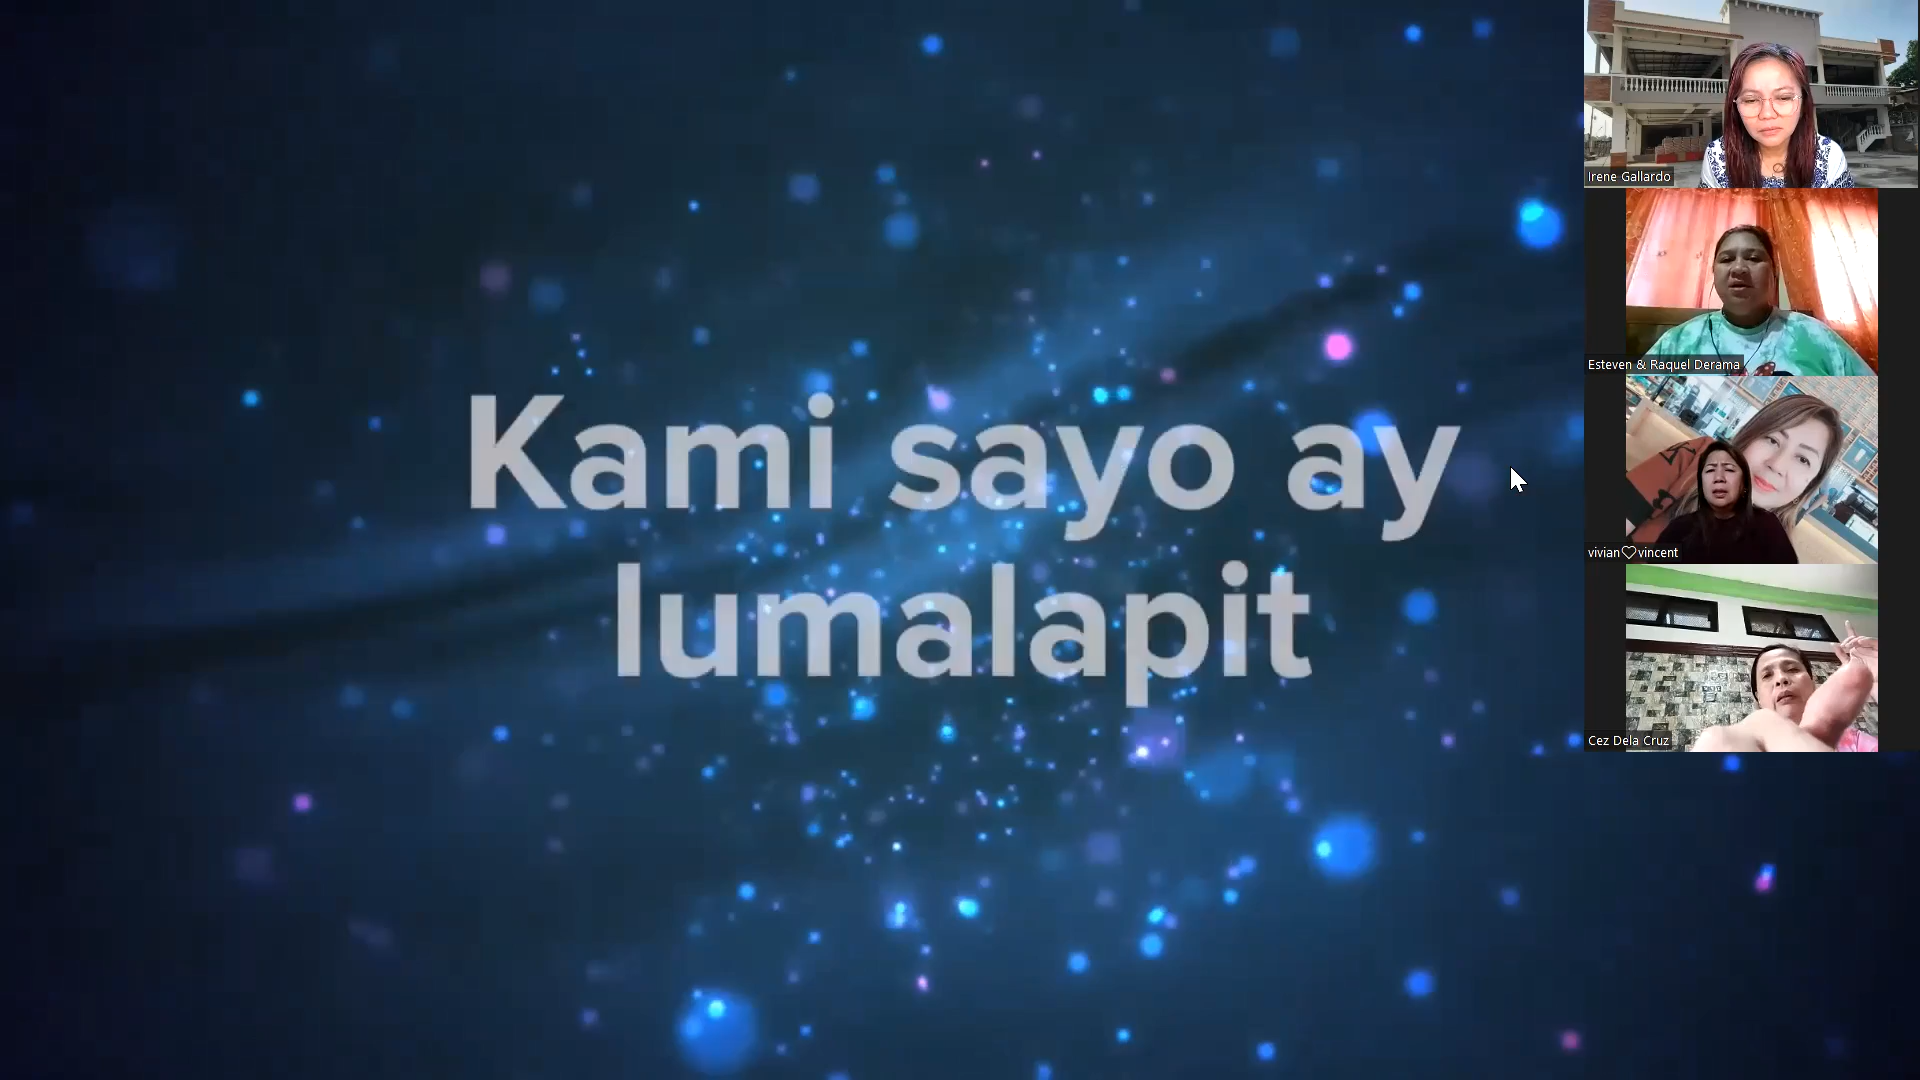 Kami sayo ay
lumalapit
Irene Gallardo
Esteven & Raquel Derama
vivian♡vincent
Cez Dela Cruz